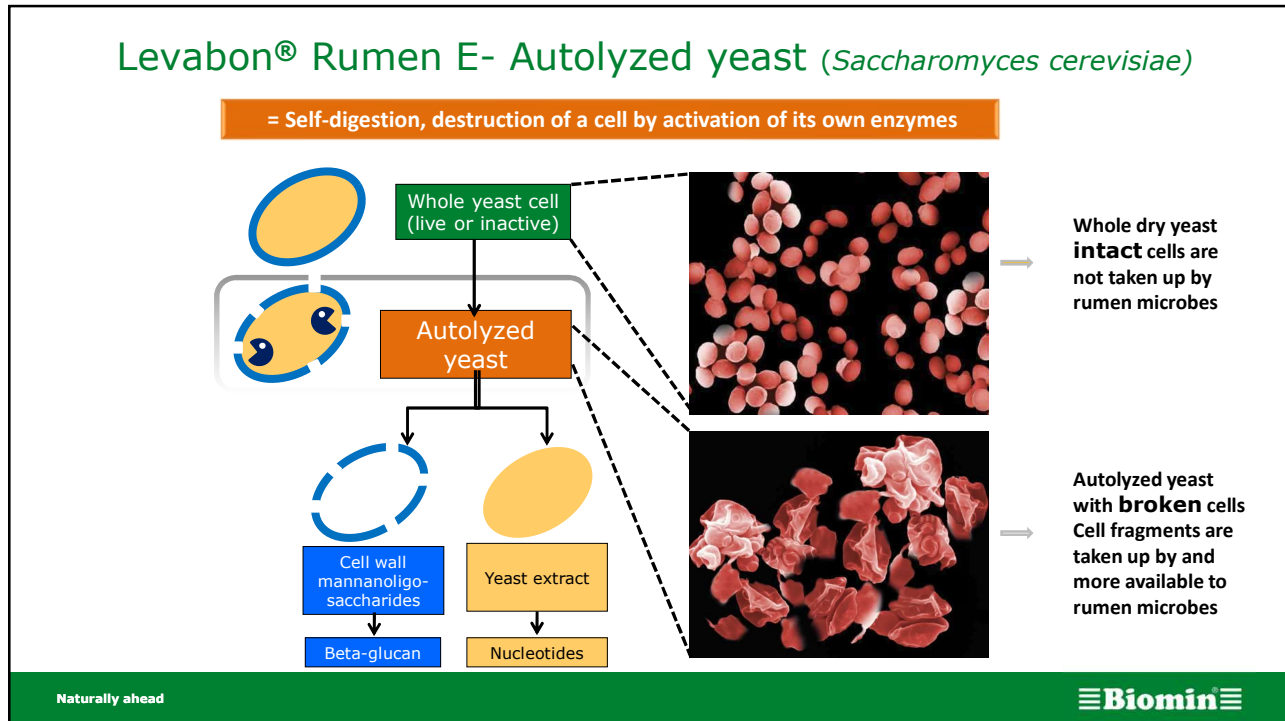 Levabon® Rumen E- Autolyzed yeast (Saccharomyces cerevisiae)
= Self-digestion, destruction of a cell by activation of its own enzymes
Whole yeast cell
(live or inactive)
Autolyzed
yeast
Cell wall
mannanoligo-
saccharides
Beta-glucan
Yeast extract
Nucleotides
Whole dry yeast
intact cells are
not taken up by
rumen microbes
Autolyzed yeast
with broken cells
Cell fragments are
taken up by and
more available to
rumen microbes
Naturally ahead
Biomin®